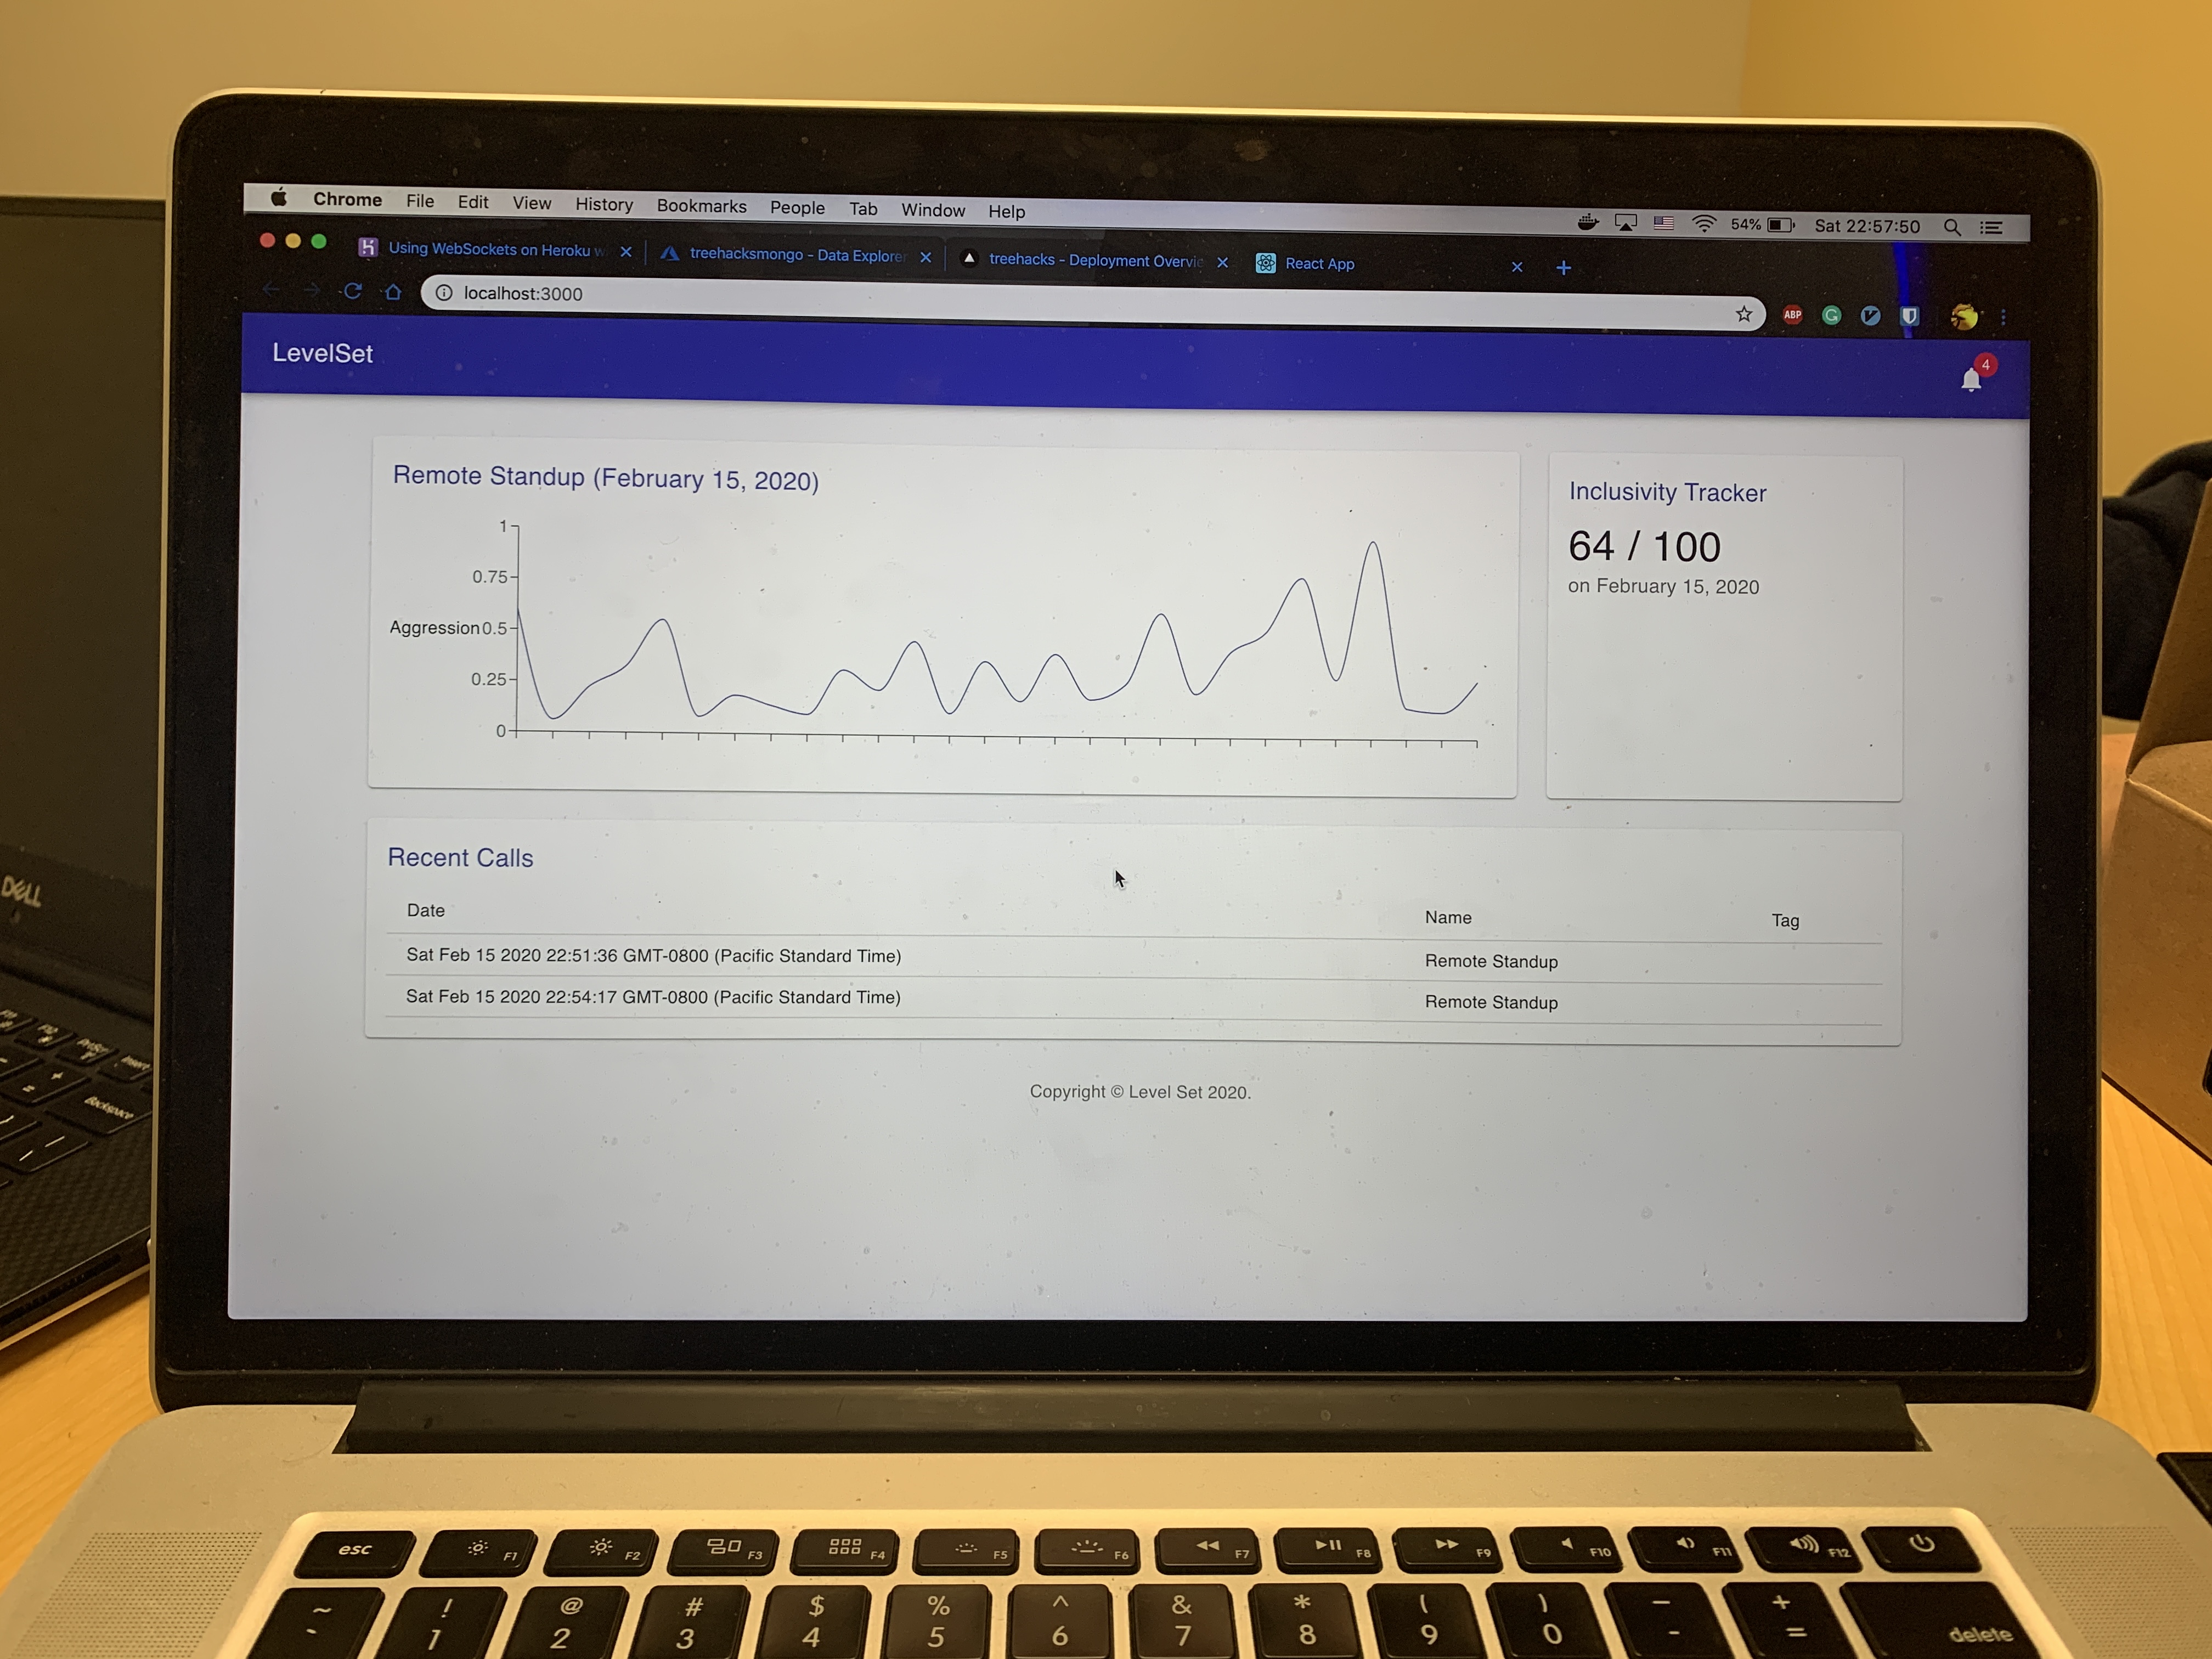 Chrome File Edit View History Bookmarks People Tab Window Help 54% Sat 22:57:50
Using WebSockets on Heroku treehacksmongo - Data Explorer treehacks - Deployment React App
localhost:3000 ABP
LevelSet 4
Remote Standup (February 15, 2020)
1
0.75
Aggression 0.5
0.25
0
Inclusivity Tracker
64 / 100
on February 15, 2020
Recent Calls
Date Name Tag
Sat Feb 15 2020 22:51:36 GMT-0800 (Pacific Standard Time) Remote Standup
Sat Feb 15 2020 22:54:17 GMT-0800 (Pacific Standard Time) Remote Standup
Copyright © Level Set 2020.
DELL
Backspace
esc F1 F2 F3 F4 F5 F6 F7 F8 F9 F10 F11 F12
~ ! @ # $ % ^ & * ( ) — +
1 2 3 4 5 6 7 8 9 0 - = delete